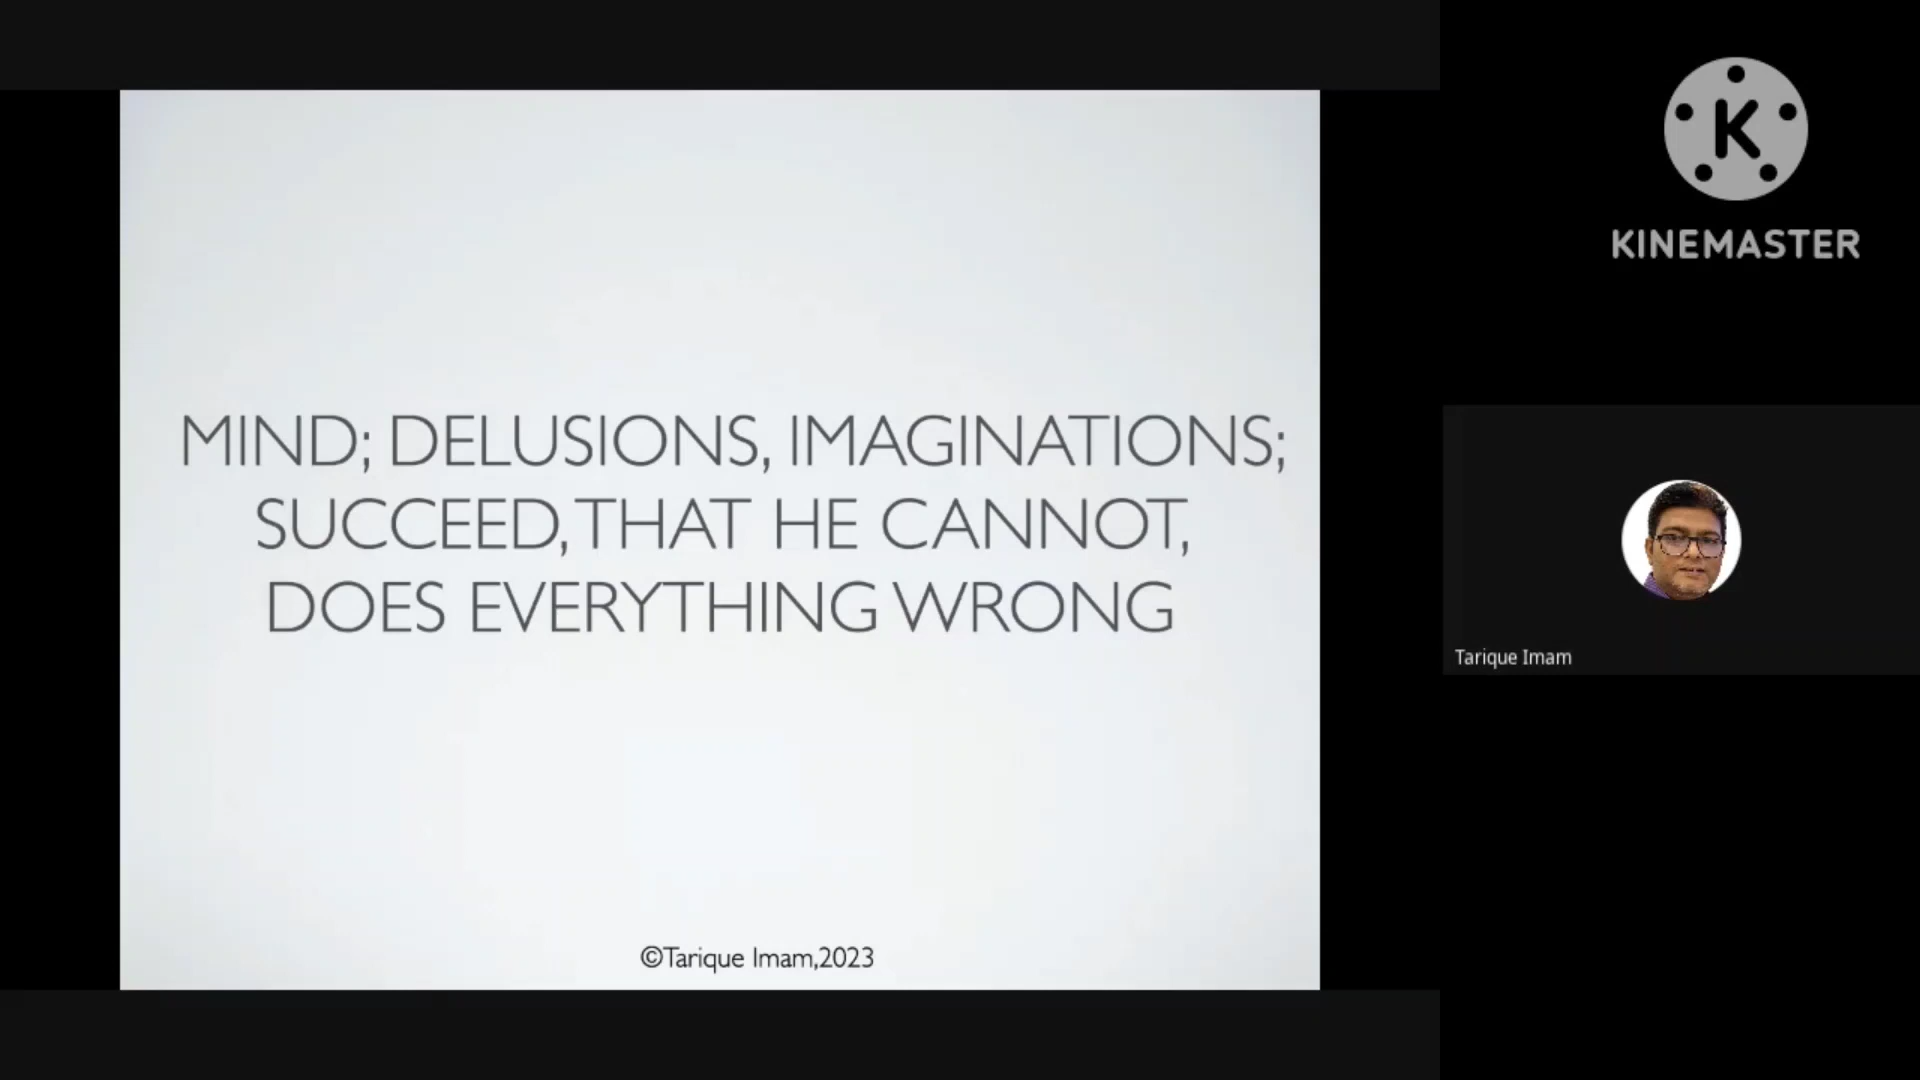 MIND; DELUSIONS, IMAGINATIONS;
SUCCEED, THAT HE CANNOT,
DOES EVERYTHING WRONG
©Tarique Imam,2023
K
KINEMASTER
Tarique Imam